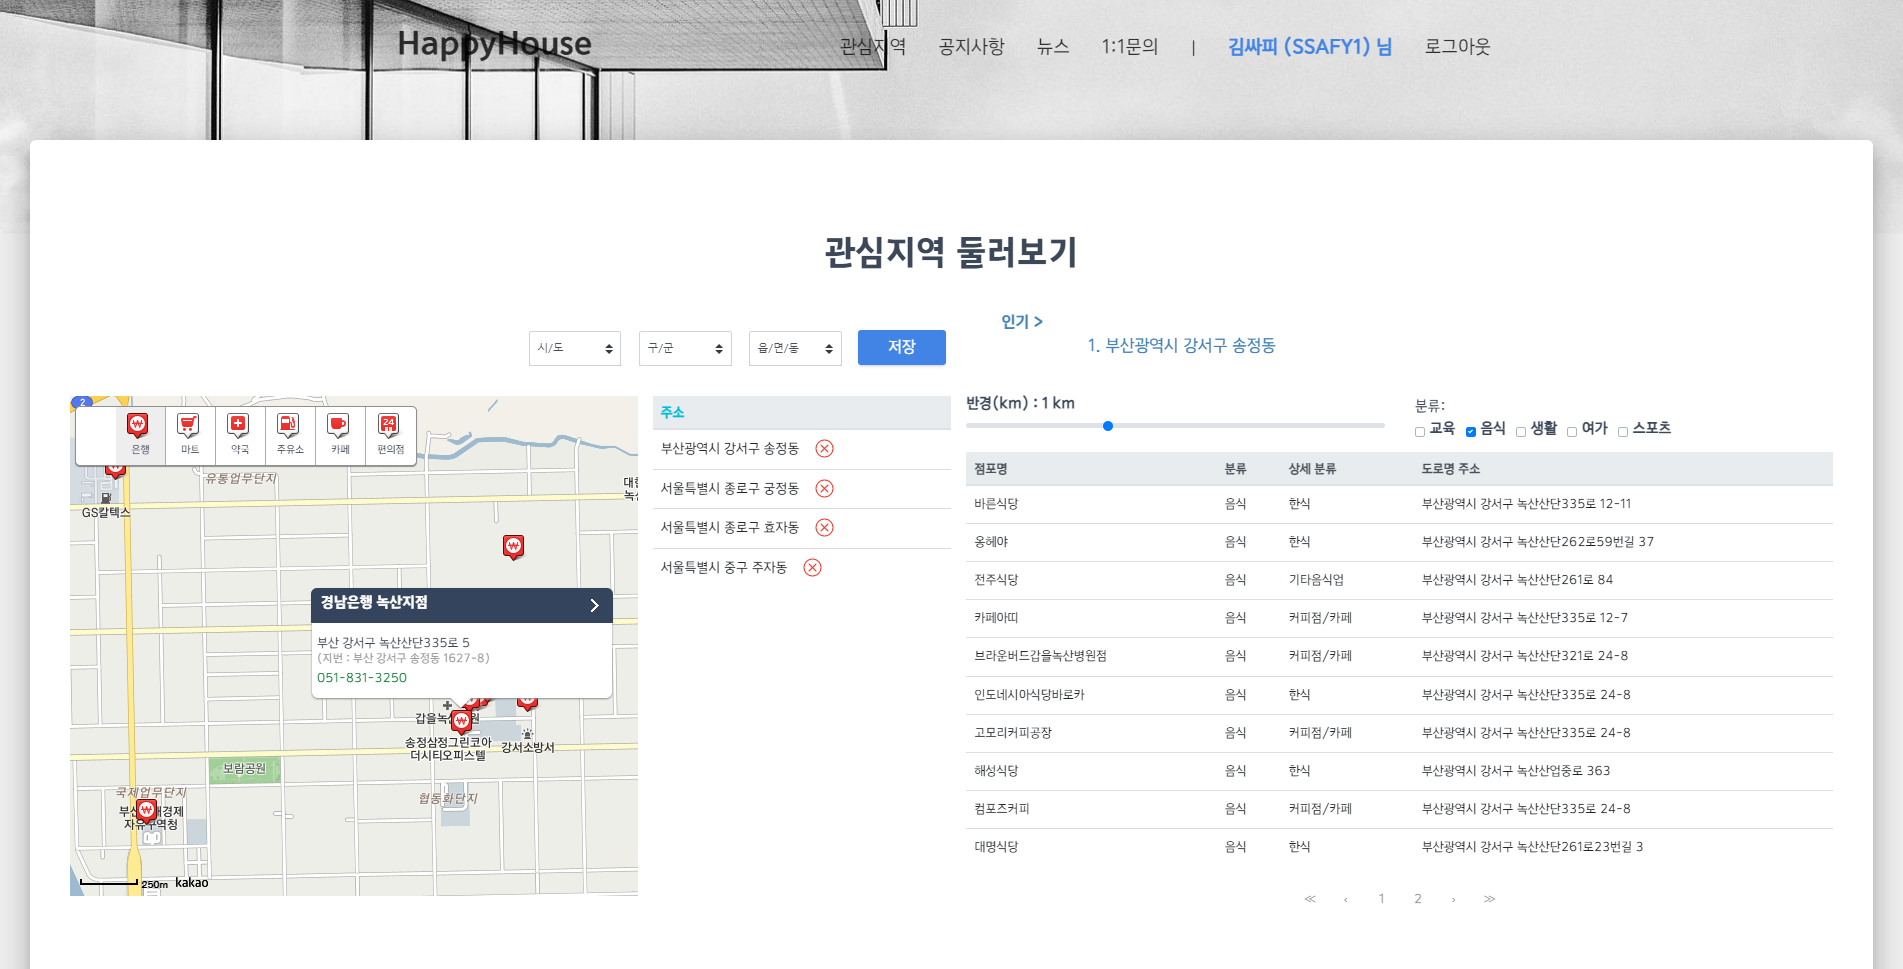 HappyHouse
관심지역 공지사항 뉴스 1:1문의 | 김싸피 (SSAFY1) 님 로그아웃
관심지역 둘러보기
시/도 구/군 읍/면/동 저장
인기 >
1. 부산광역시 강서구 송정동
2
은행 마트 약국 주유소 카페 편의점
24
유통업무단지
GS칼텍스
경남은행 녹산지점
부산 강서구 녹산산단335로 5
(지번 : 부산 강서구 송정동 1627-8)
051-831-3250
송정삼정그린코아
더시티오피스텔
강서소방서
보람공원
국제업무단지
협동화단지
250m kakao
주소
부산광역시 강서구 송정동
서울특별시 종로구 궁정동
서울특별시 종로구 효자동
서울특별시 중구 주자동
반경(km) : 1 km
분류:
교육 음식 생활 여가 스포츠
점포명 분류 상세 분류 도로명 주소
바른식당 음식 한식 부산광역시 강서구 녹산산단335로 12-11
옹헤야 음식 한식 부산광역시 강서구 녹산산단262로59번길 37
전주식당 음식 기타음식업 부산광역시 강서구 녹산산단261로 84
카페아띠 음식 커피점/카페 부산광역시 강서구 녹산산단335로 12-7
브라운버드갑을녹산병원점 음식 커피점/카페 부산광역시 강서구 녹산산단321로 24-8
인도네시아식당바로카 음식 한식 부산광역시 강서구 녹산산단335로 24-8
고모리커피공장 음식 커피점/카페 부산광역시 강서구 녹산산단335로 24-8
해성식당 음식 한식 부산광역시 강서구 녹산산업중로 363
컴포즈커피 음식 커피점/카페 부산광역시 강서구 녹산산단335로 24-8
대명식당 음식 한식 부산광역시 강서구 녹산산단261로23번길 3
≪ ‹ 1 2 › ≫